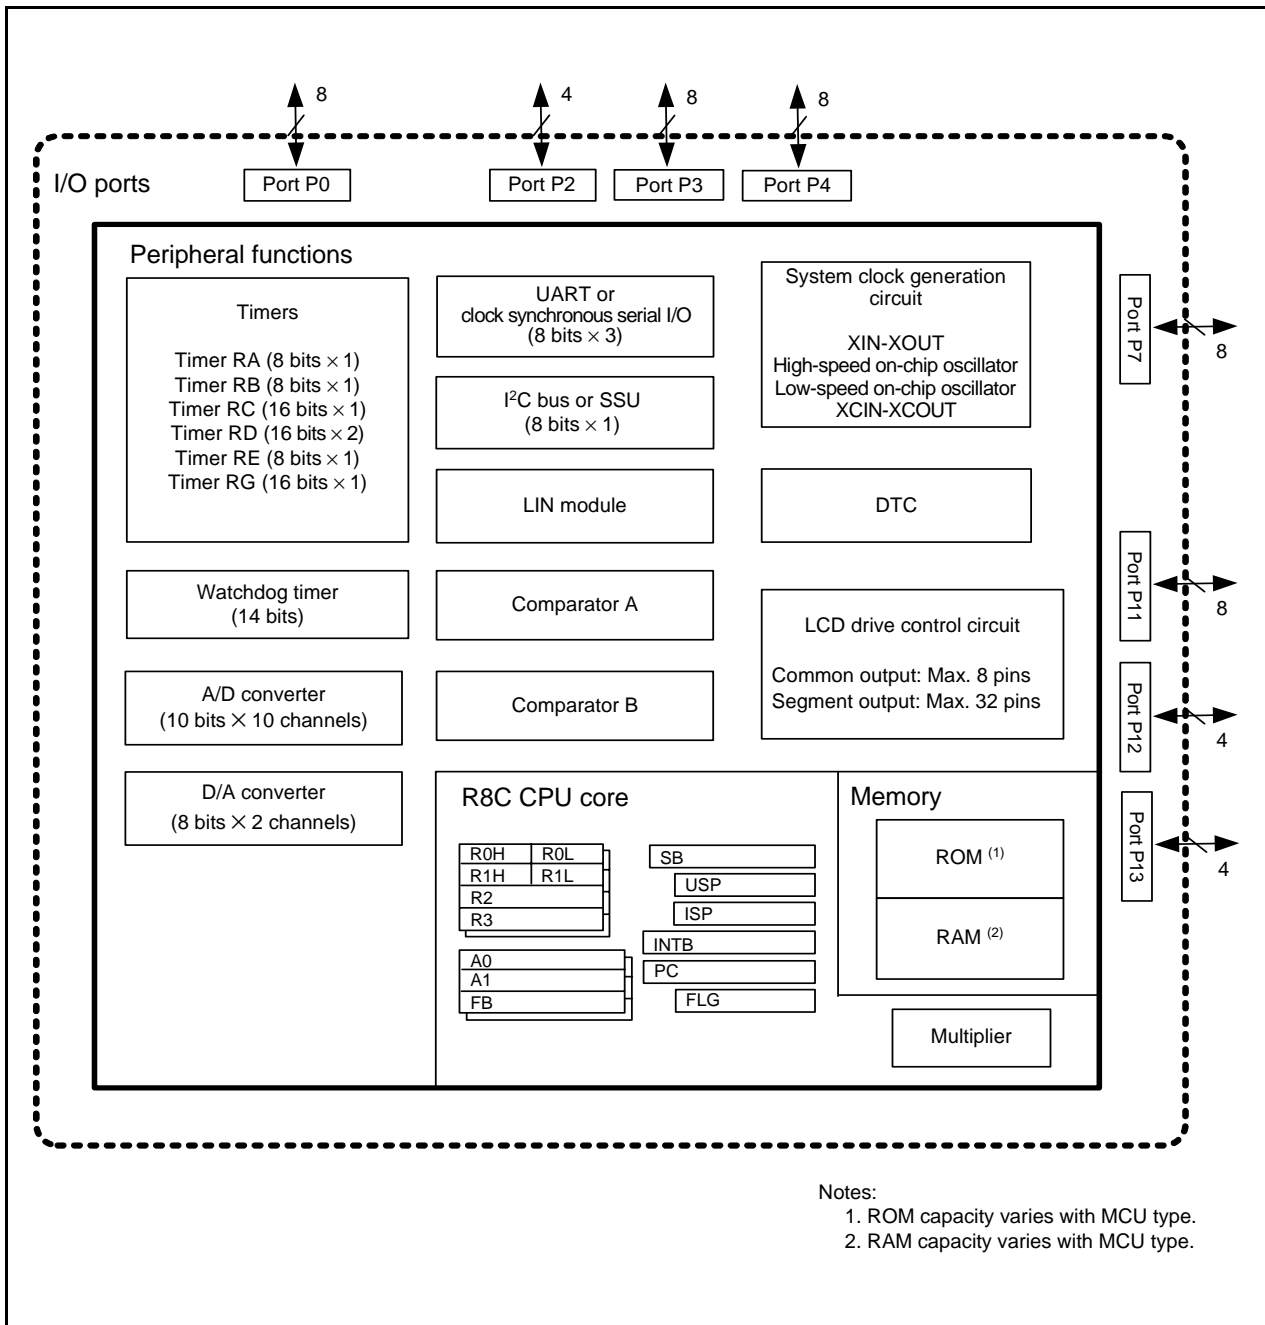 8
4
8
8
I/O ports
Port P0
Port P2
Port P3
Port P4
Peripheral functions
Timers
Timer RA (8 bits × 1)
Timer RB (8 bits × 1)
Timer RC (16 bits × 1)
Timer RD (16 bits × 2)
Timer RE (8 bits × 1)
Timer RG (16 bits × 1)
UART or
clock synchronous serial I/O
(8 bits × 3)
I²C bus or SSU
(8 bits × 1)
LIN module
System clock generation
circuit
XIN-XOUT
High-speed on-chip oscillator
Low-speed on-chip oscillator
XCIN-XCOUT
DTC
Port P7
8
Watchdog timer
(14 bits)
Comparator A
LCD drive control circuit
Common output: Max. 8 pins
Segment output: Max. 32 pins
Port P11
8
A/D converter
(10 bits × 10 channels)
Comparator B
Port P12
4
D/A converter
(8 bits × 2 channels)
R8C CPU core
R0H
R0L
R1H
R1L
R2
R3
A0
A1
FB
SB
USP
ISP
INTB
PC
FLG
Memory
ROM (1)
RAM (2)
Multiplier
Port P13
4
Notes:
1. ROM capacity varies with MCU type.
2. RAM capacity varies with MCU type.